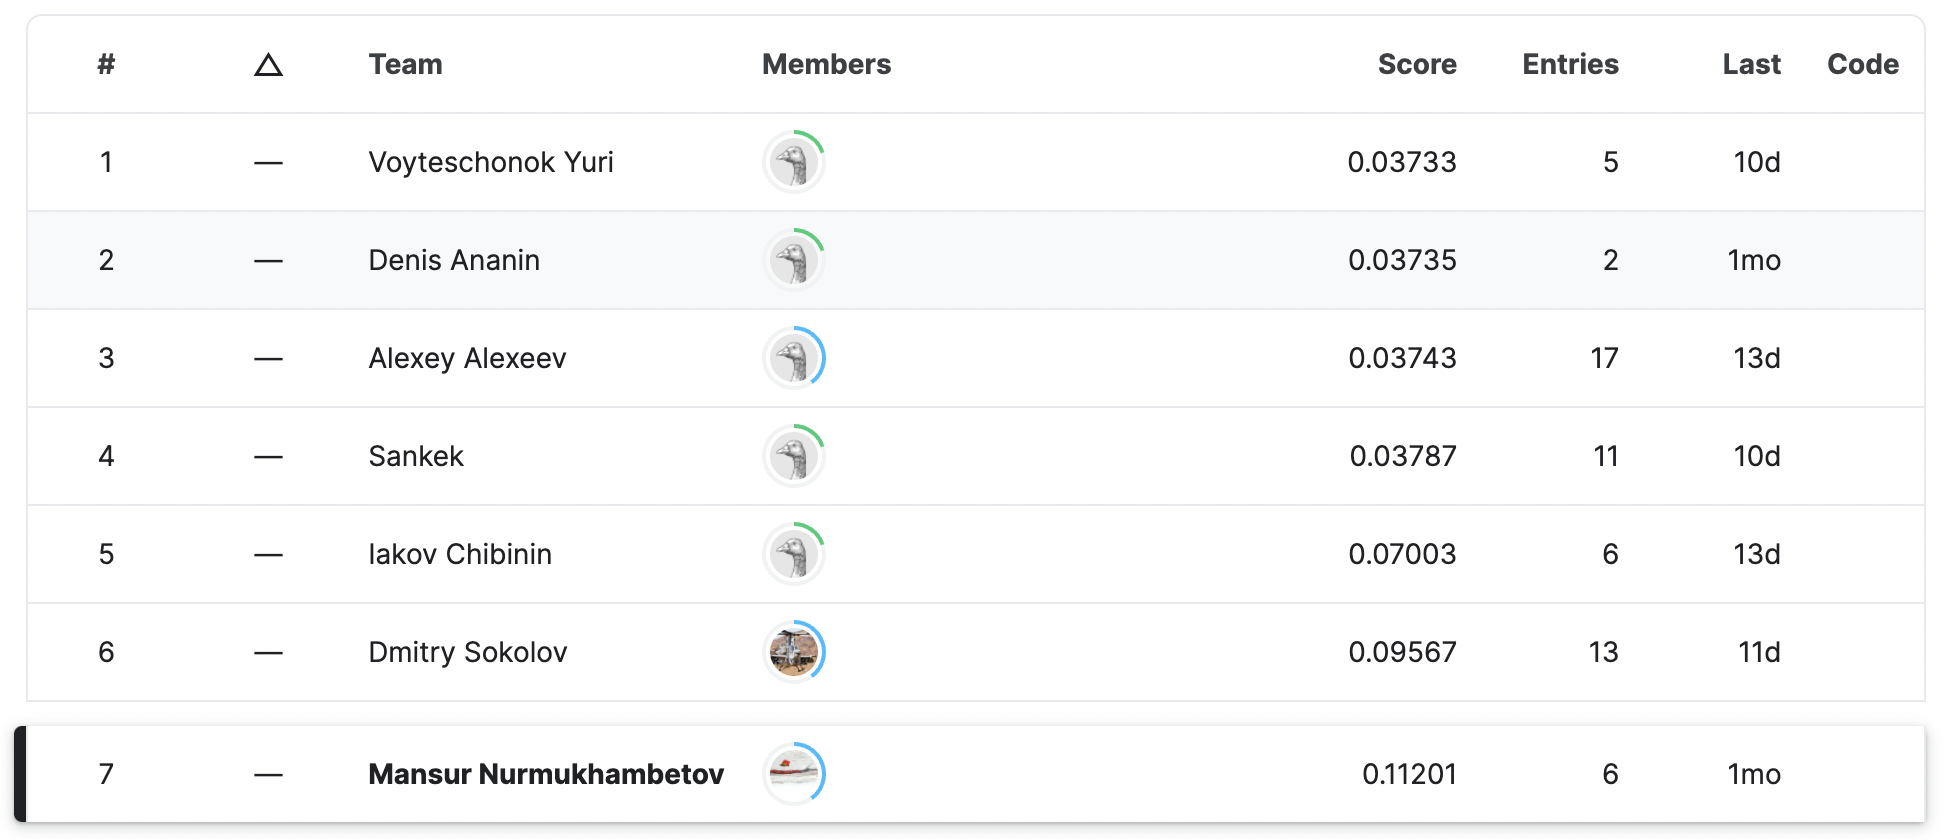 # △ Team Members Score Entries Last Code
1 — Voyteschonok Yuri 0.03733 5 10d
2 — Denis Ananin 0.03735 2 1mo
3 — Alexey Alexeev 0.03743 17 13d
4 — Sankek 0.03787 11 10d
5 — Iakov Chibinin 0.07003 6 13d
6 — Dmitry Sokolov 0.09567 13 11d
7 — Mansur Nurmukhambetov 0.11201 6 1mo